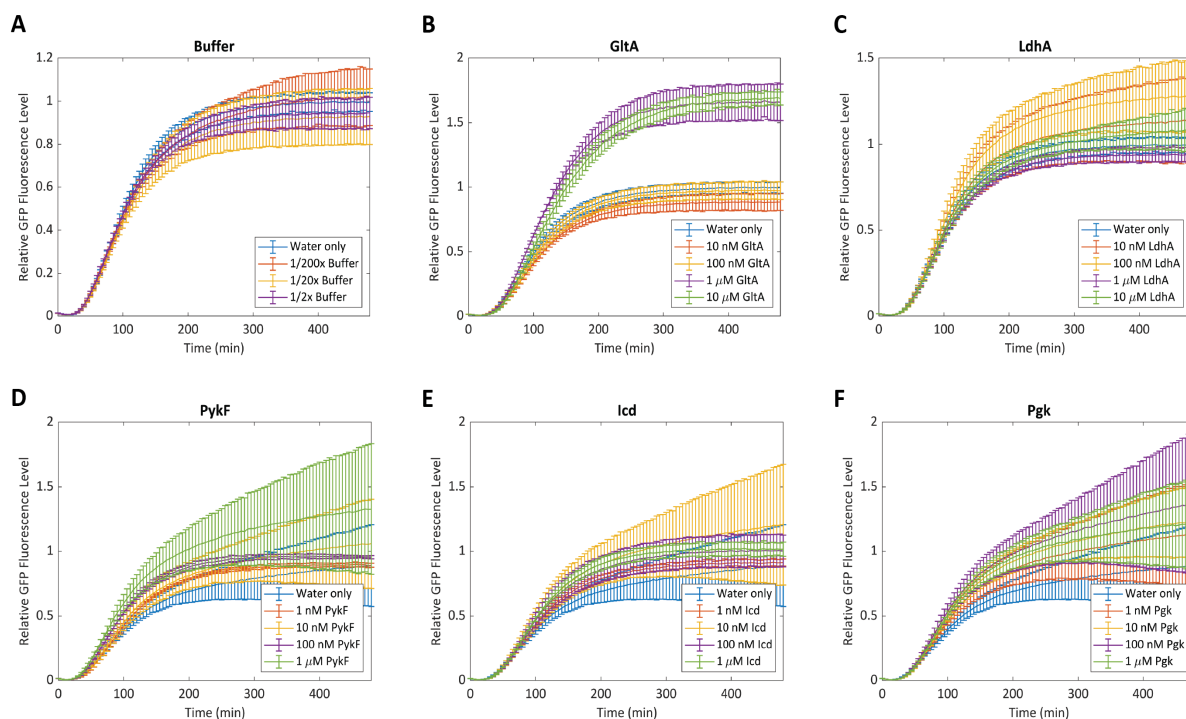 A
Buffer
Relative GFP Fluorescence Level
1.2
1
0.8
0.6
0.4
0.2
0
0
100
200
300
400
Time (min)
Water only
1/200x Buffer
1/20x Buffer
1/2x Buffer
B
GltA
Relative GFP Fluorescence Level
2
1.5
1
0.5
0
0
100
200
300
400
Time (min)
Water only
10 nM GltA
100 nM GltA
1 μM GltA
10 μM GltA
C
LdhA
Relative GFP Fluorescence Level
1.5
1
0.5
0
0
100
200
300
400
Time (min)
Water only
10 nM LdhA
100 nM LdhA
1 μM LdhA
10 μM LdhA
D
PykF
Relative GFP Fluorescence Level
2
1.5
1
0.5
0
0
100
200
300
400
Time (min)
Water only
1 nM PykF
10 nM PykF
100 nM PykF
1 μM PykF
E
Icd
Relative GFP Fluorescence Level
2
1.5
1
0.5
0
0
100
200
300
400
Time (min)
Water only
1 nM Icd
10 nM Icd
100 nM Icd
1 μM Icd
F
Pgk
Relative GFP Fluorescence Level
2
1.5
1
0.5
0
0
100
200
300
400
Time (min)
Water only
1 nM Pgk
10 nM Pgk
100 nM Pgk
1 μM Pgk